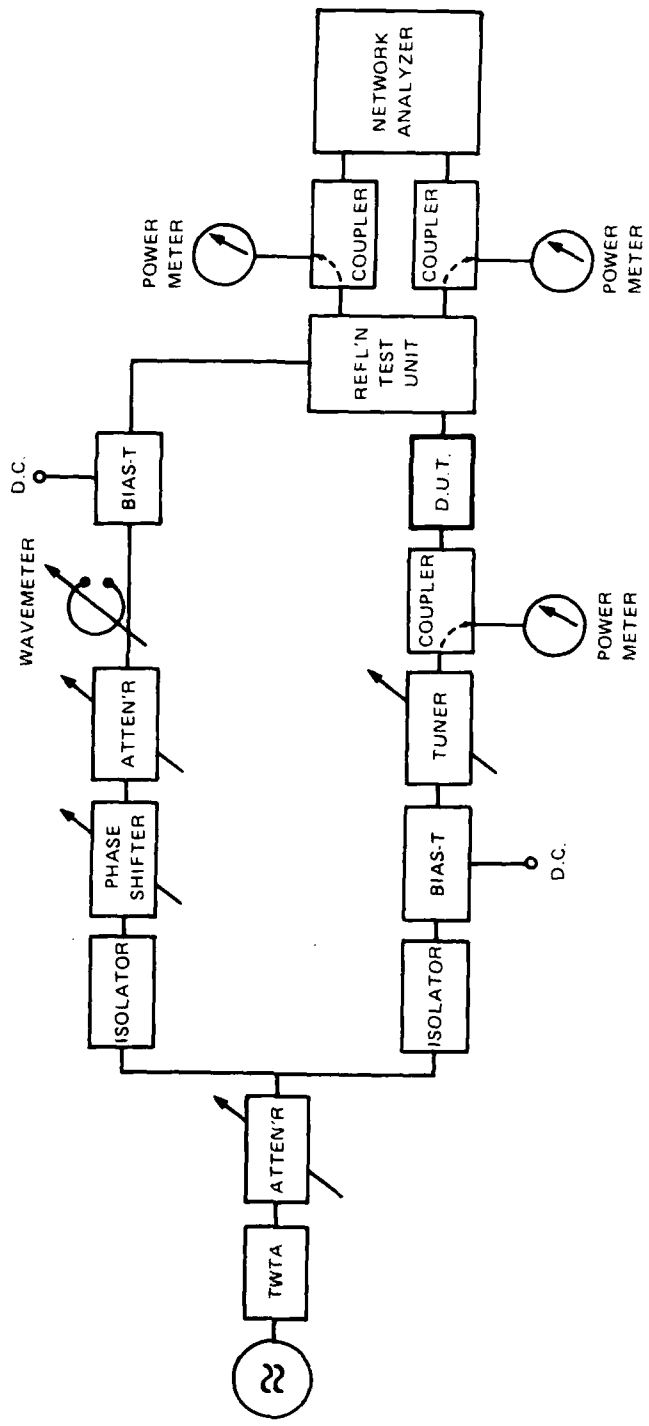 TWTA
ATTEN'R
ISOLATOR
PHASE
SHIFTER
ATTEN'R
WAVEMETER
D.C.
BIAS-T
ISOLATOR
BIAS-T
D.C.
TUNER
COUPLER
POWER
METER
D.U.T.
REFL'N
TEST
UNIT
POWER
METER
COUPLER
COUPLER
POWER
METER
NETWORK
ANALYZER